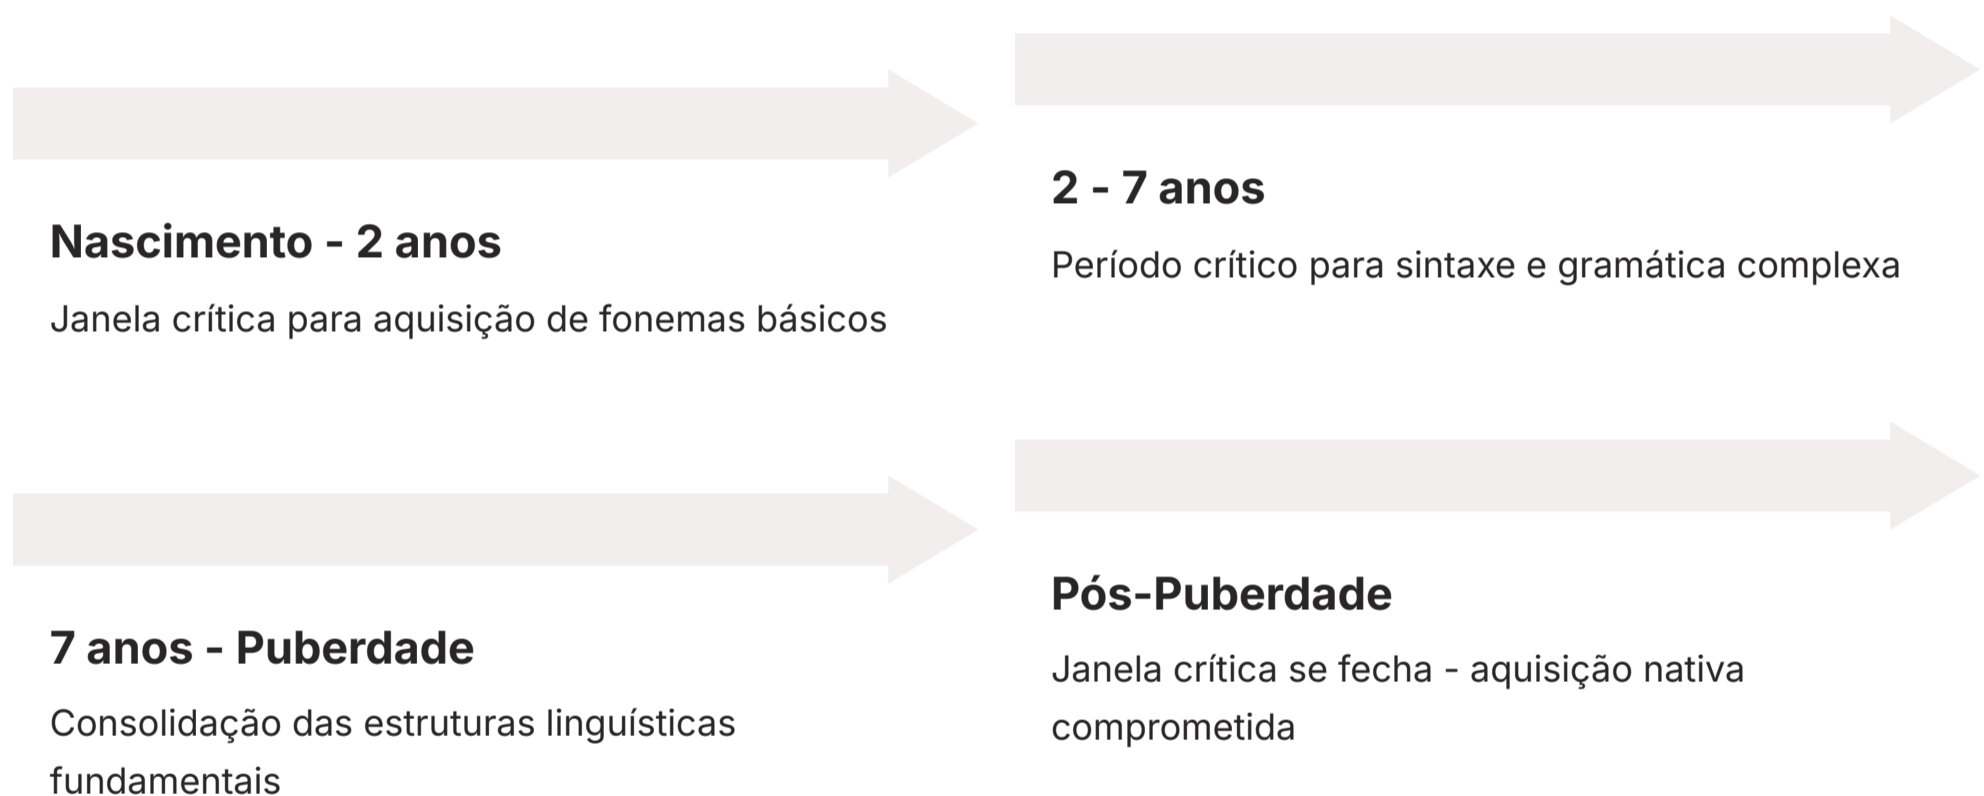 Nascimento - 2 anos
Janela crítica para aquisição de fonemas básicos
2 - 7 anos
Período crítico para sintaxe e gramática complexa
7 anos - Puberdade
Consolidação das estruturas linguísticas
fundamentais
Pós-Puberdade
Janela crítica se fecha - aquisição nativa
comprometida